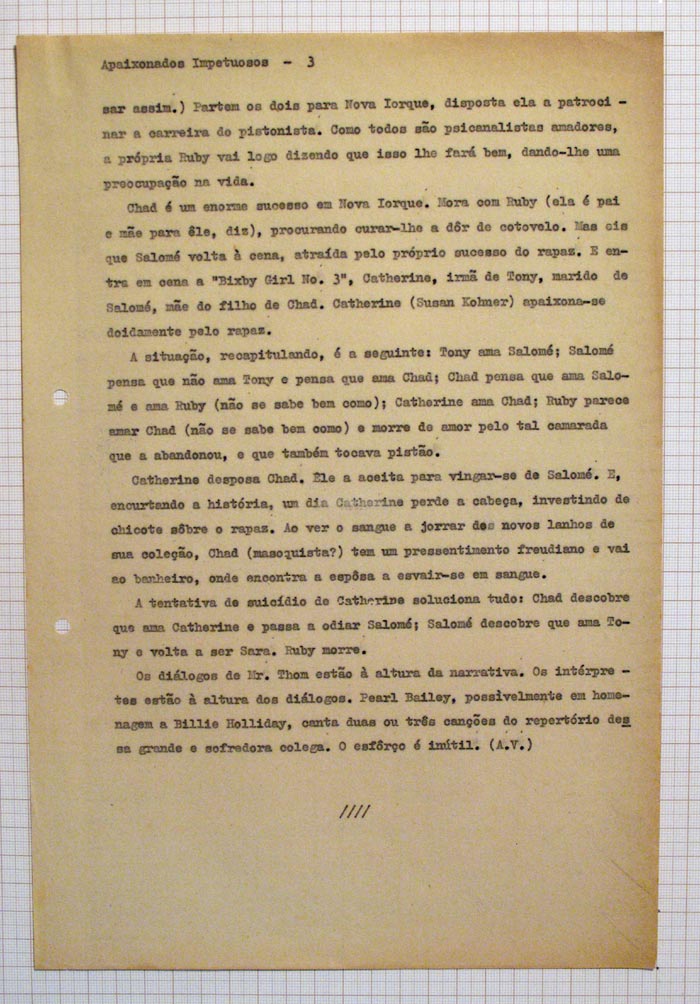 Apaixonados Impetuosos - 3
sar assim.) Partem os dois para Nova Iorque, disposta ela a patroci -
nar a carreira do pistonista. Como todos são psicanalistas amadores,
a própria Ruby vai logo dizendo que isso lhe fará bem, dando-lhe uma
preocupação na vida.
Chad é um enorme sucesso em Nova Iorque. Mora com Ruby (ela é pai
e mãe para êle, diz), procurando curar-lhe a dôr de cotovelo. Mas eis
que Salomé volta à cena, atraída pelo próprio sucesso do rapaz. E en-
tra em cena a "Bixby Girl No. 3", Catherine, irmã de Tony, marido de
Salomé, mãe do filho de Chad. Catherine (Susan Kohner) apaixona-se
doidamente pelo rapaz.
A situação, recapitulando, é a seguinte: Tony ama Salomé; Salomé
pensa que não ama Tony e pensa que ama Chad; Chad pensa que ama Salo-
mé e ama Ruby (não se sabe bem como); Catherine ama Chad; Ruby parece
amar Chad (não se sabe bem como) e morre de amor pelo tal camarada
que a abandonou, e que também tocava pistão.
Catherine desposa Chad. Êle a aceita para vingar-se de Salomé. E,
encurtando a história, um dia Catherine perde a cabeça, investindo de
chicote sôbre o rapaz. Ao ver o sangue a jorrar dos novos lanhos de
sua coleção, Chad (masoquista?) tem um pressentimento freudiano e vai
ao banheiro, onde encontra a espôsa a esvair-se em sangue.
A tentativa de suicídio de Catherine soluciona tudo: Chad descobre
que ama Catherine e passa a odiar Salomé; Salomé descobre que ama To-
ny e volta a ser Sara. Ruby morre.
Os diálogos de Mr. Thom estão à altura da narrativa. Os intérpre -
tes estão à altura dos diálogos. Pearl Bailey, possìvelmente em home-
nagem a Billie Holliday, canta duas ou três canções do repertório des
sa grande e sofredora colega. O esfôrço é inútil. (A.V.)
////